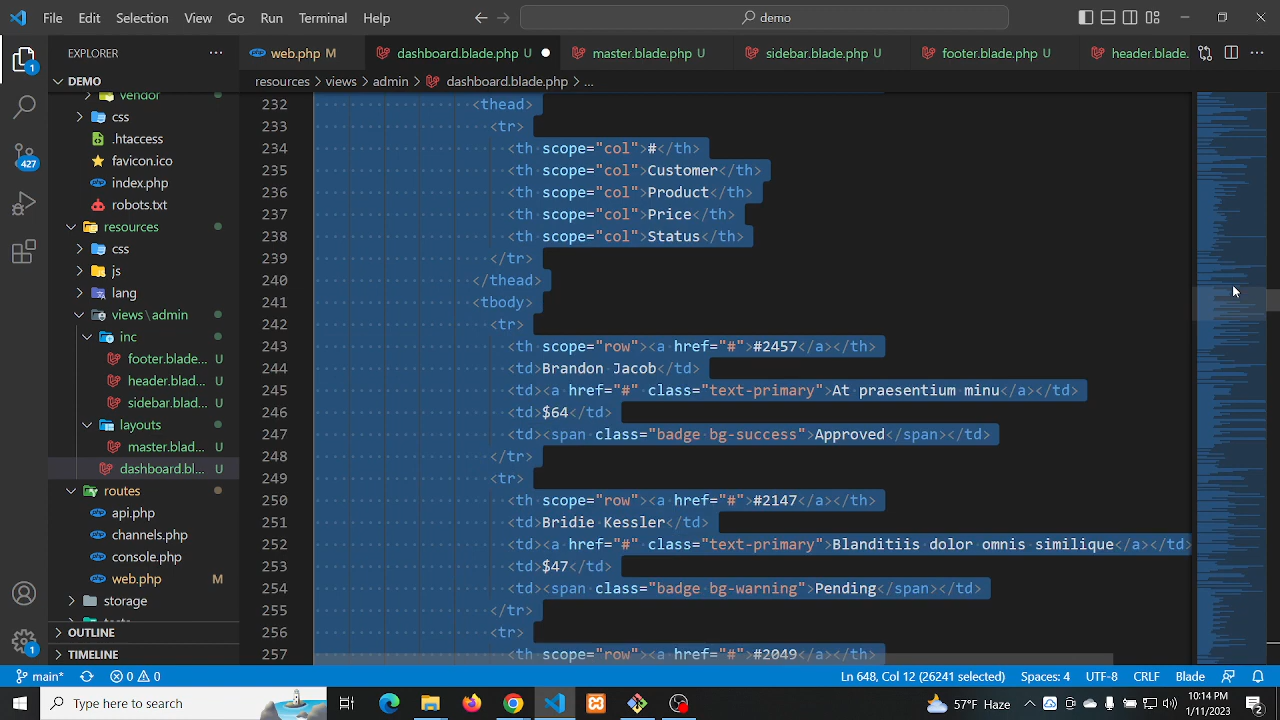 File Edit Selection View Go Run Terminal Help
demo
EXPLORER
web.php M
dashboard.blade.php U
master.blade.php U
sidebar.blade.php U
footer.blade.php U
header.blade.
DEMO
resources > views > admin > dashboard.blade.php > ...
vendor
css
.htaccess
favicon.ico
index.php
robots.txt
resources
css
js
lang
views\admin
inc
footer.blade... U
header.blad... U
sidebar.blad... U
layouts
master.blad... U
dashboard.bl... U
routes
api.php
channels.php
console.php
web.php M
storage
OUTLINE
TIMELINE
1
427
1
232 <thead>
233 <tr>
234 <th scope="col">#</th>
235 <th scope="col">Customer</th>
236 <th scope="col">Product</th>
237 <th scope="col">Price</th>
238 <th scope="col">Status</th>
239 </tr>
240 </thead>
241 <tbody>
242 <tr>
243 <th scope="row"><a href="#">#2457</a></th>
244 <td>Brandon Jacob</td>
245 <td><a href="#" class="text-primary">At praesentium minu</a></td>
246 <td>$64</td>
247 <td><span class="badge bg-success">Approved</span></td>
248 </tr>
249 <tr>
250 <th scope="row"><a href="#">#2147</a></th>
251 <td>Bridie Kessler</td>
252 <td><a href="#" class="text-primary">Blanditiis dolor omnis similique</a></td>
253 <td>$47</td>
254 <td><span class="badge bg-warning">Pending</span></td>
255 </tr>
256 <tr>
257 <th scope="row"><a href="#">#2049</a></th>
main*
0 0
Ln 648, Col 12 (26241 selected) Spaces: 4 UTF-8 CRLF Blade
Type here to search
27°C Clear
10:14 PM
11/11/2023